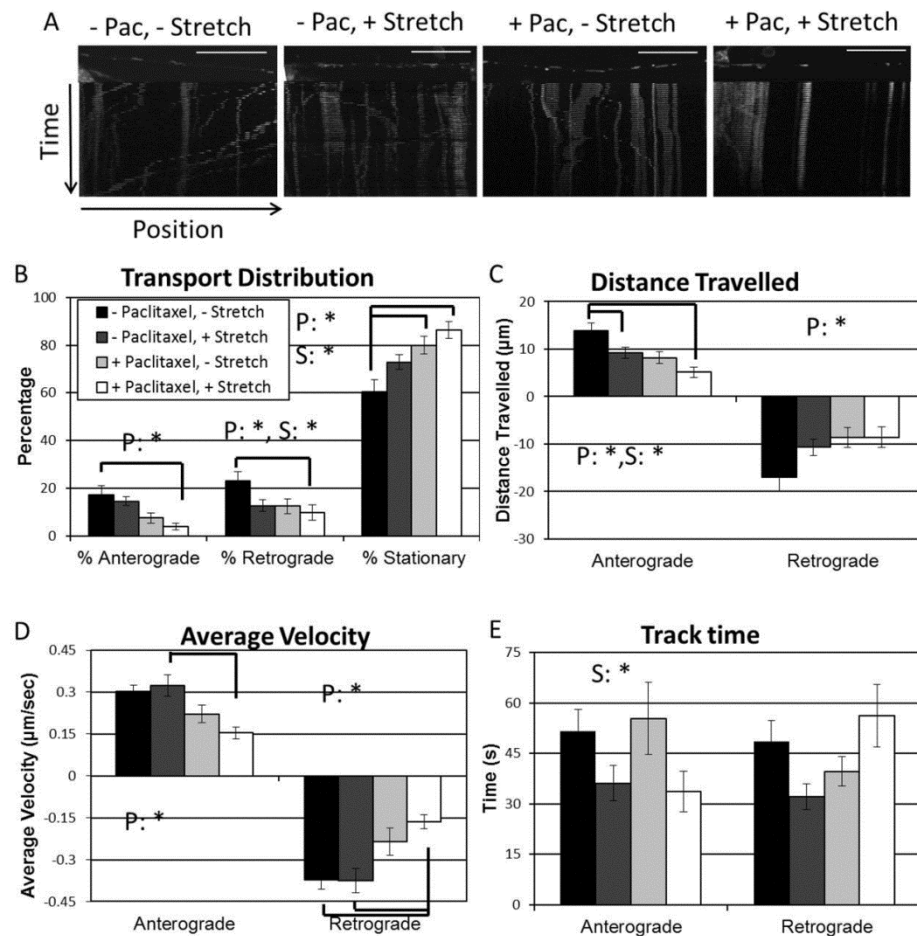 A
- Pac, - Stretch
- Pac, + Stretch
+ Pac, - Stretch
+ Pac, + Stretch
Time
Position
B
Transport Distribution
Percentage
100
80
60
40
20
0
- Paclitaxel, - Stretch
- Paclitaxel, + Stretch
+ Paclitaxel, - Stretch
+ Paclitaxel, + Stretch
P: *
S: *
P: *
P: *, S: *
% Anterograde
% Retrograde
% Stationary
C
Distance Travelled
Distance Travelled (µm)
20
10
0
-10
-20
-30
P: *
P: *,S: *
Anterograde
Retrograde
D
Average Velocity
Average Velocity (µm/sec)
0.45
0.3
0.15
0
-0.15
-0.3
-0.45
P: *
P: *
Anterograde
Retrograde
E
Track time
Time (s)
75
60
45
30
15
0
S: *
Anterograde
Retrograde